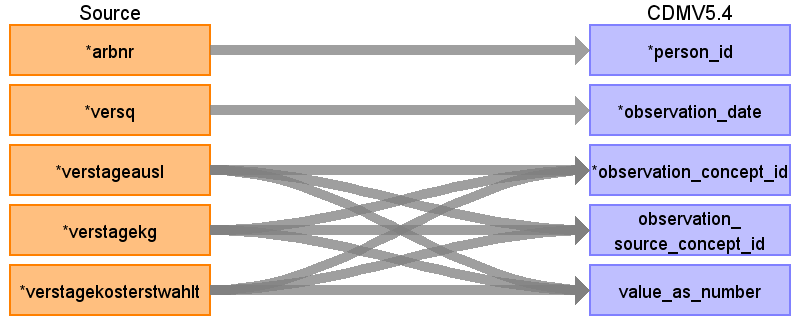 Source
CDMV5.4
*arbnr
*person_id
*versq
*observation_date
*verstageausl
*observation_concept_id
*verstagekg
observation_
source_concept_id
*verstagekosterstwahlt
value_as_number